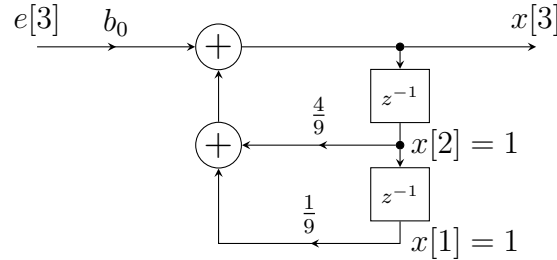 e[3] b₀ x[3]
+
z⁻¹
4/9
+ x[2] = 1
1/9
z⁻¹
x[1] = 1